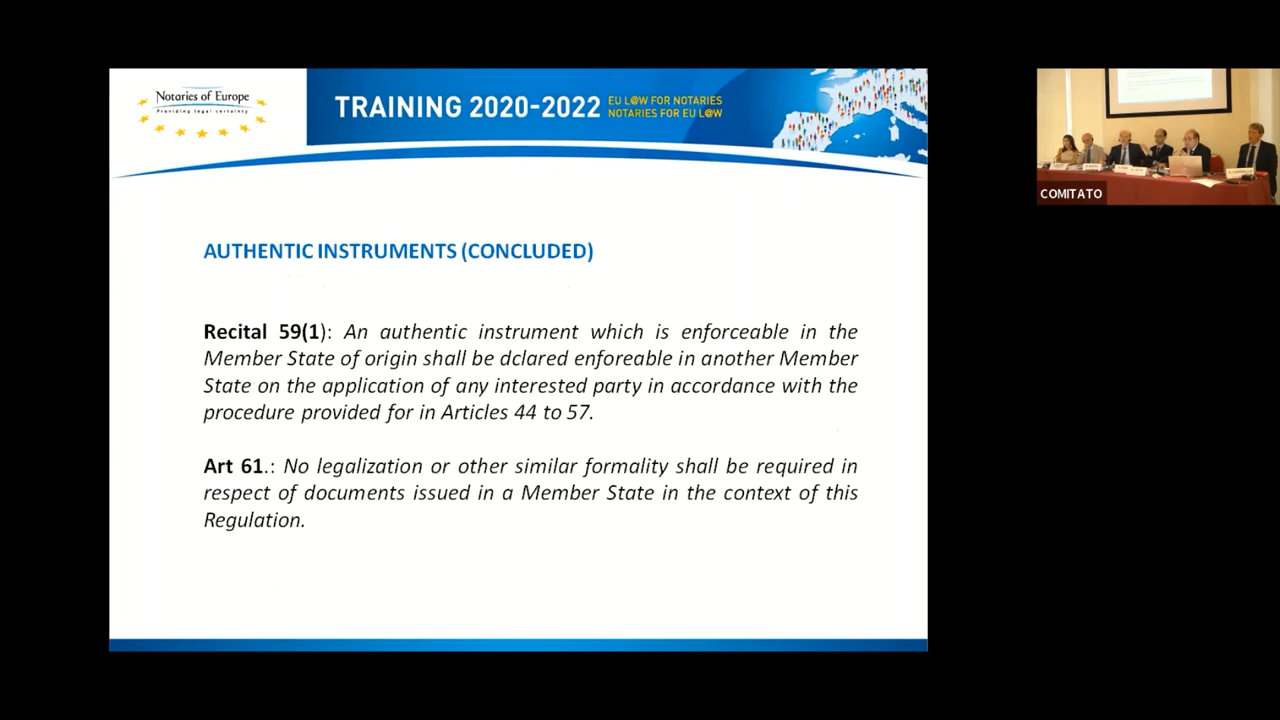 Notaries of Europe
Providing legal certainty
TRAINING 2020-2022
EU L@W FOR NOTARIES
NOTARIES FOR EU L@W
AUTHENTIC INSTRUMENTS (CONCLUDED)
Recital 59(1): An authentic instrument which is enforceable in the
Member State of origin shall be dclared enforeable in another Member
State on the application of any interested party in accordance with the
procedure provided for in Articles 44 to 57.
Art 61.: No legalization or other similar formality shall be required in
respect of documents issued in a Member State in the context of this
Regulation.
COMITATO